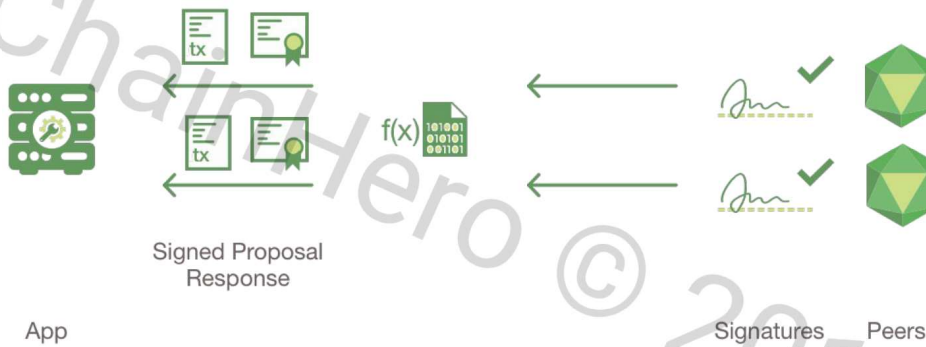 tx
tx
f(x)
101001
010101
001101
Signed Proposal
Response
App
Signatures
Peers
ChainHero © 20